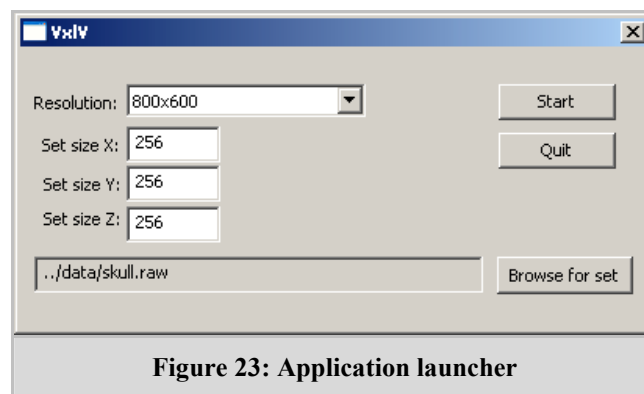 VxlV
Resolution: 800x600 Start
Set size X: 256 Quit
Set size Y: 256
Set size Z: 256
../data/skull.raw Browse for set
Figure 23: Application launcher